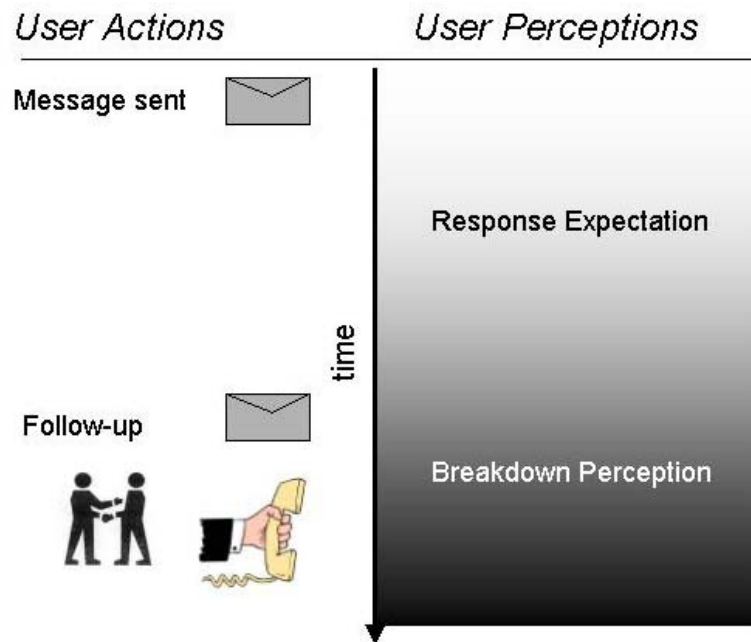 User Actions
User Perceptions
Message sent
Response Expectation
time
Follow-up
Breakdown Perception